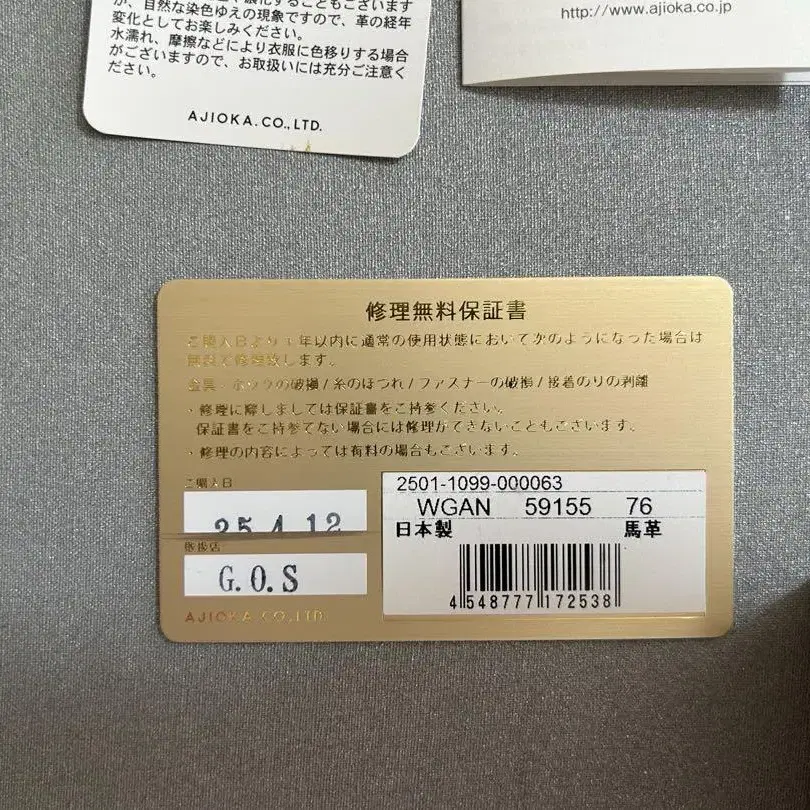 が、自然な染色ゆえの現象ですので、革の経年
変化としてお楽しみください。
水濡れ、摩擦などにより衣服に色移りする場合
がございますので、お取扱いには充分ご注意く
ださい。
AJIOKA.CO.,LTD.
http://www.ajioka.co.jp
修理無料保証書
ご購入日より1年以内に通常の使用状態において次のようになった場合は
無料で修理致します。
金具・ホックの破損/糸のほつれ/ファスナーの破損/接着のりの剥離
・修理に際しましては保証書をご持参ください。
保証書をご持参でない場合には修理ができないこともございます。
・修理の内容によっては有料の場合もございます。
ご購入日
25.4.12
取扱店
G.O.S
AJIOKA.CO.,LTD.
2501-1099-000063
WGAN 59155 76
日本製 馬革
4548777172538